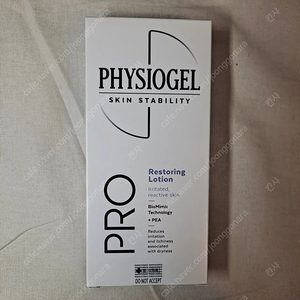 PHYSIOGEL
SKIN STABILITY
PRO
Restoring
Lotion
Irritated,
reactive skin
BioMimic
Technology
+ PEA
Reduces
irritation
and itchiness
associated
with dryness
DO NOT ACCEPT